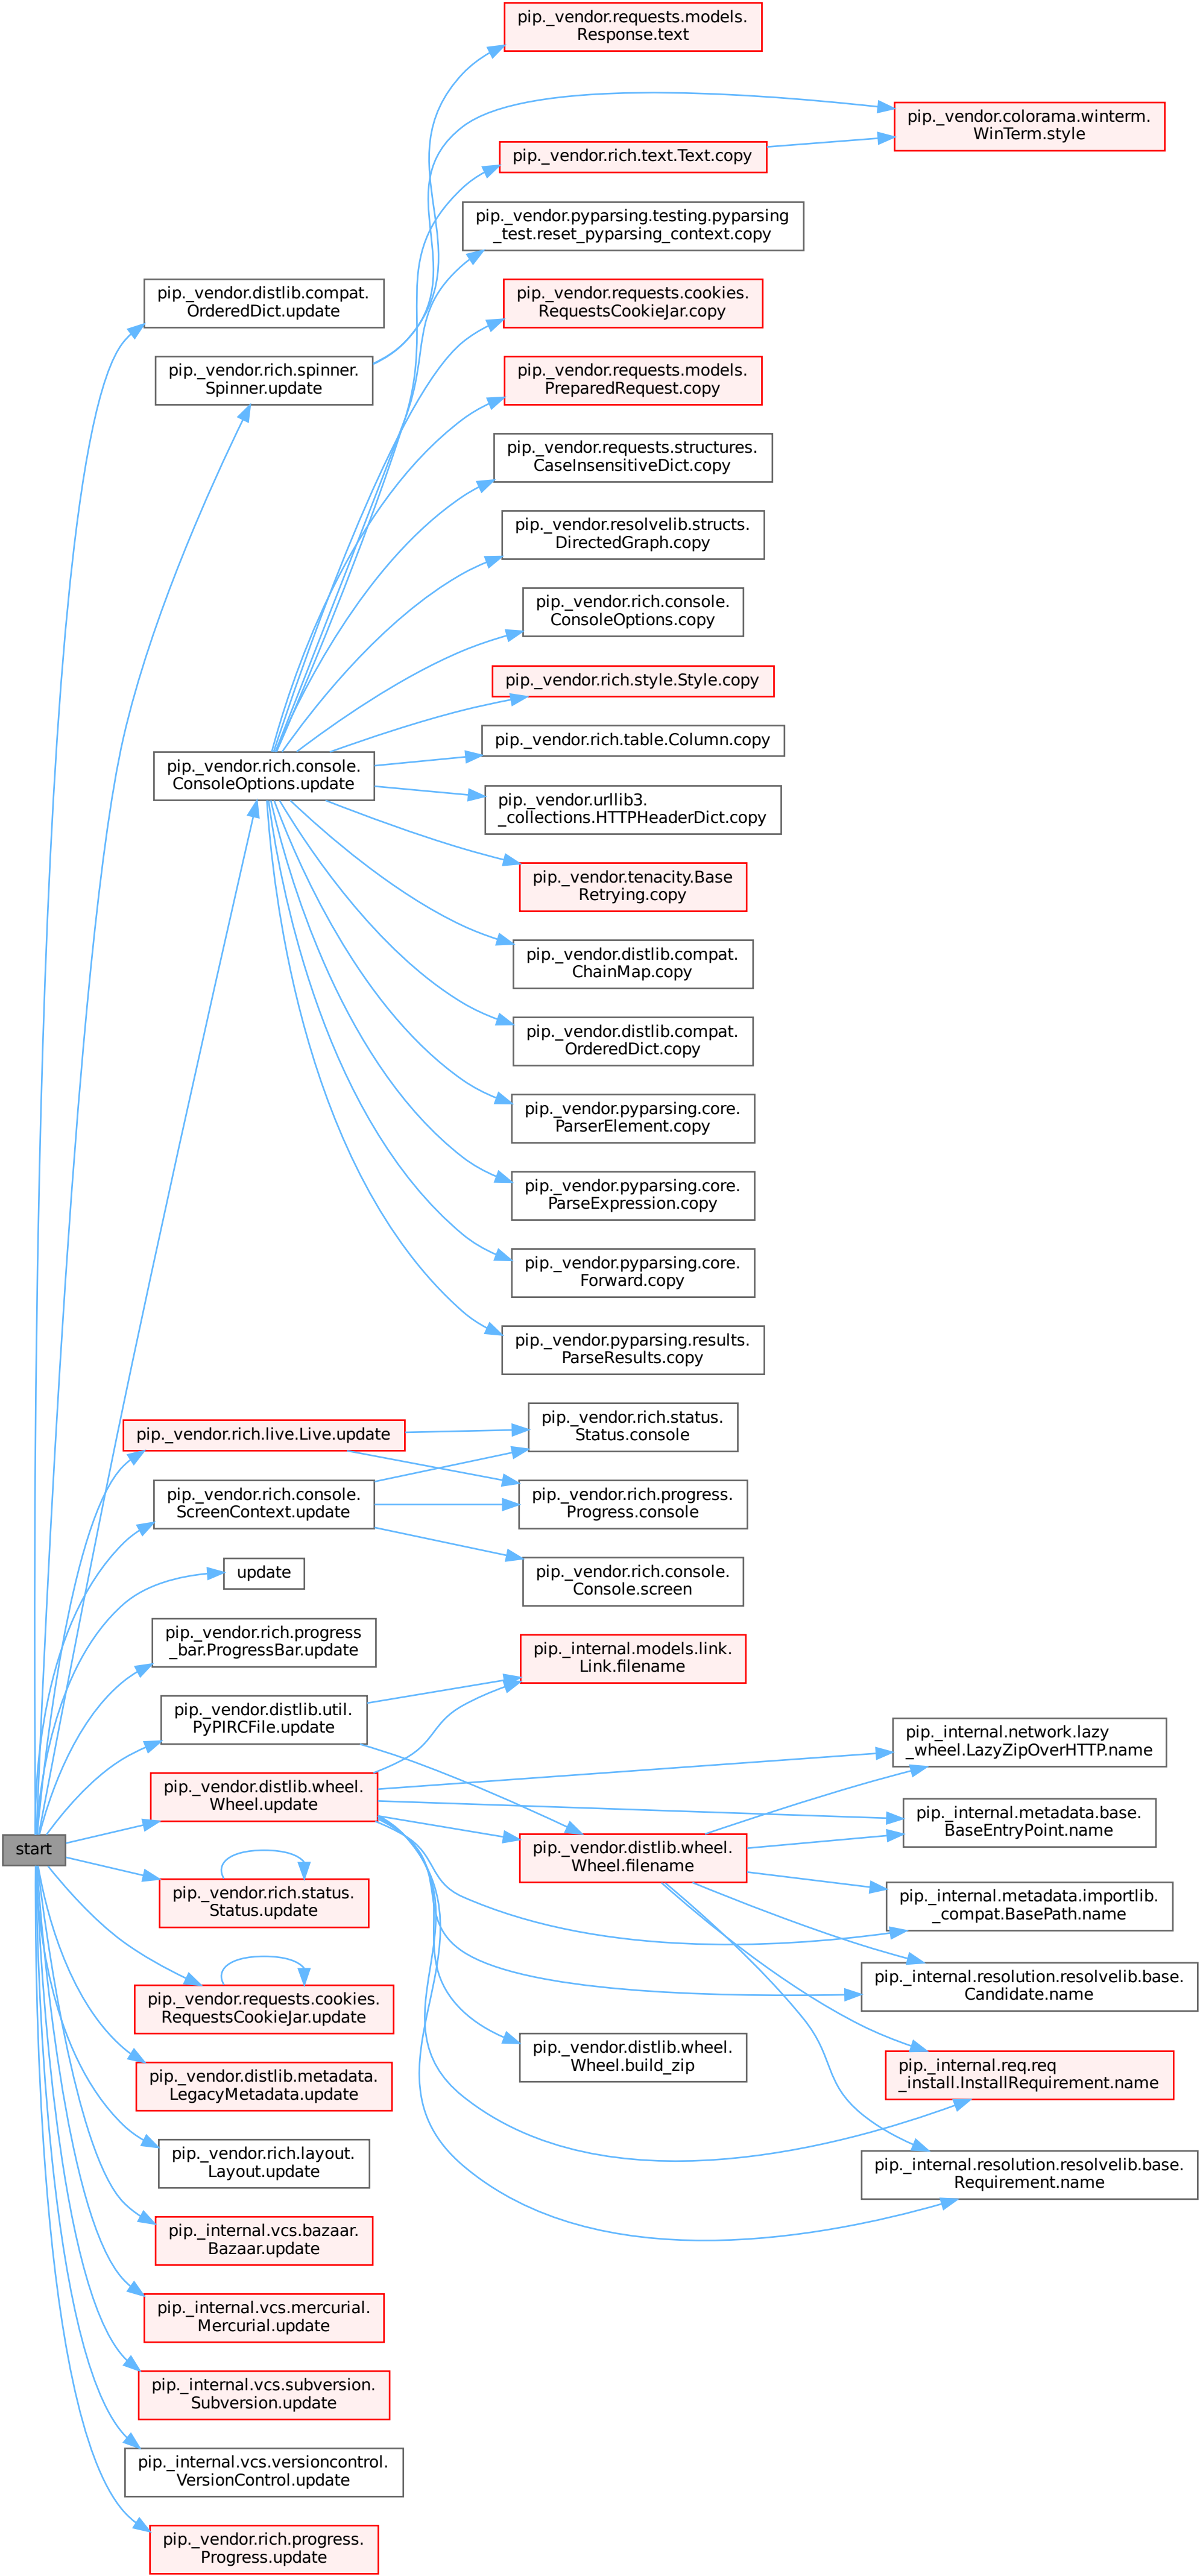 start
pip._vendor.distlib.compat.
OrderedDict.update
pip._vendor.rich.spinner.
Spinner.update
pip._vendor.rich.console.
ConsoleOptions.update
pip._vendor.rich.live.Live.update
pip._vendor.rich.console.
ScreenContext.update
update
pip._vendor.rich.progress
_bar.ProgressBar.update
pip._vendor.distlib.util.
PyPIRCFile.update
pip._vendor.distlib.wheel.
Wheel.update
pip._vendor.rich.status.
Status.update
pip._vendor.requests.cookies.
RequestsCookieJar.update
pip._vendor.distlib.metadata.
LegacyMetadata.update
pip._vendor.rich.layout.
Layout.update
pip._internal.vcs.bazaar.
Bazaar.update
pip._internal.vcs.mercurial.
Mercurial.update
pip._internal.vcs.subversion.
Subversion.update
pip._internal.vcs.versioncontrol.
VersionControl.update
pip._vendor.rich.progress.
Progress.update
pip._vendor.requests.models.
Response.text
pip._vendor.rich.text.Text.copy
pip._vendor.pyparsing.testing.pyparsing
_test.reset_pyparsing_context.copy
pip._vendor.requests.cookies.
RequestsCookieJar.copy
pip._vendor.requests.models.
PreparedRequest.copy
pip._vendor.requests.structures.
CaseInsensitiveDict.copy
pip._vendor.resolvelib.structs.
DirectedGraph.copy
pip._vendor.rich.console.
ConsoleOptions.copy
pip._vendor.rich.style.Style.copy
pip._vendor.rich.table.Column.copy
pip._vendor.urllib3.
_collections.HTTPHeaderDict.copy
pip._vendor.tenacity.Base
Retrying.copy
pip._vendor.distlib.compat.
ChainMap.copy
pip._vendor.distlib.compat.
OrderedDict.copy
pip._vendor.pyparsing.core.
ParserElement.copy
pip._vendor.pyparsing.core.
ParseExpression.copy
pip._vendor.pyparsing.core.
Forward.copy
pip._vendor.pyparsing.results.
ParseResults.copy
pip._vendor.rich.status.
Status.console
pip._vendor.rich.progress.
Progress.console
pip._vendor.rich.console.
Console.screen
pip._internal.models.link.
Link.filename
pip._vendor.distlib.wheel.
Wheel.filename
pip._vendor.distlib.wheel.
Wheel.build_zip
pip._vendor.colorama.winterm.
WinTerm.style
pip._internal.network.lazy
_wheel.LazyZipOverHTTP.name
pip._internal.metadata.base.
BaseEntryPoint.name
pip._internal.metadata.importlib.
_compat.BasePath.name
pip._internal.resolution.resolvelib.base.
Candidate.name
pip._internal.req.req
_install.InstallRequirement.name
pip._internal.resolution.resolvelib.base.
Requirement.name